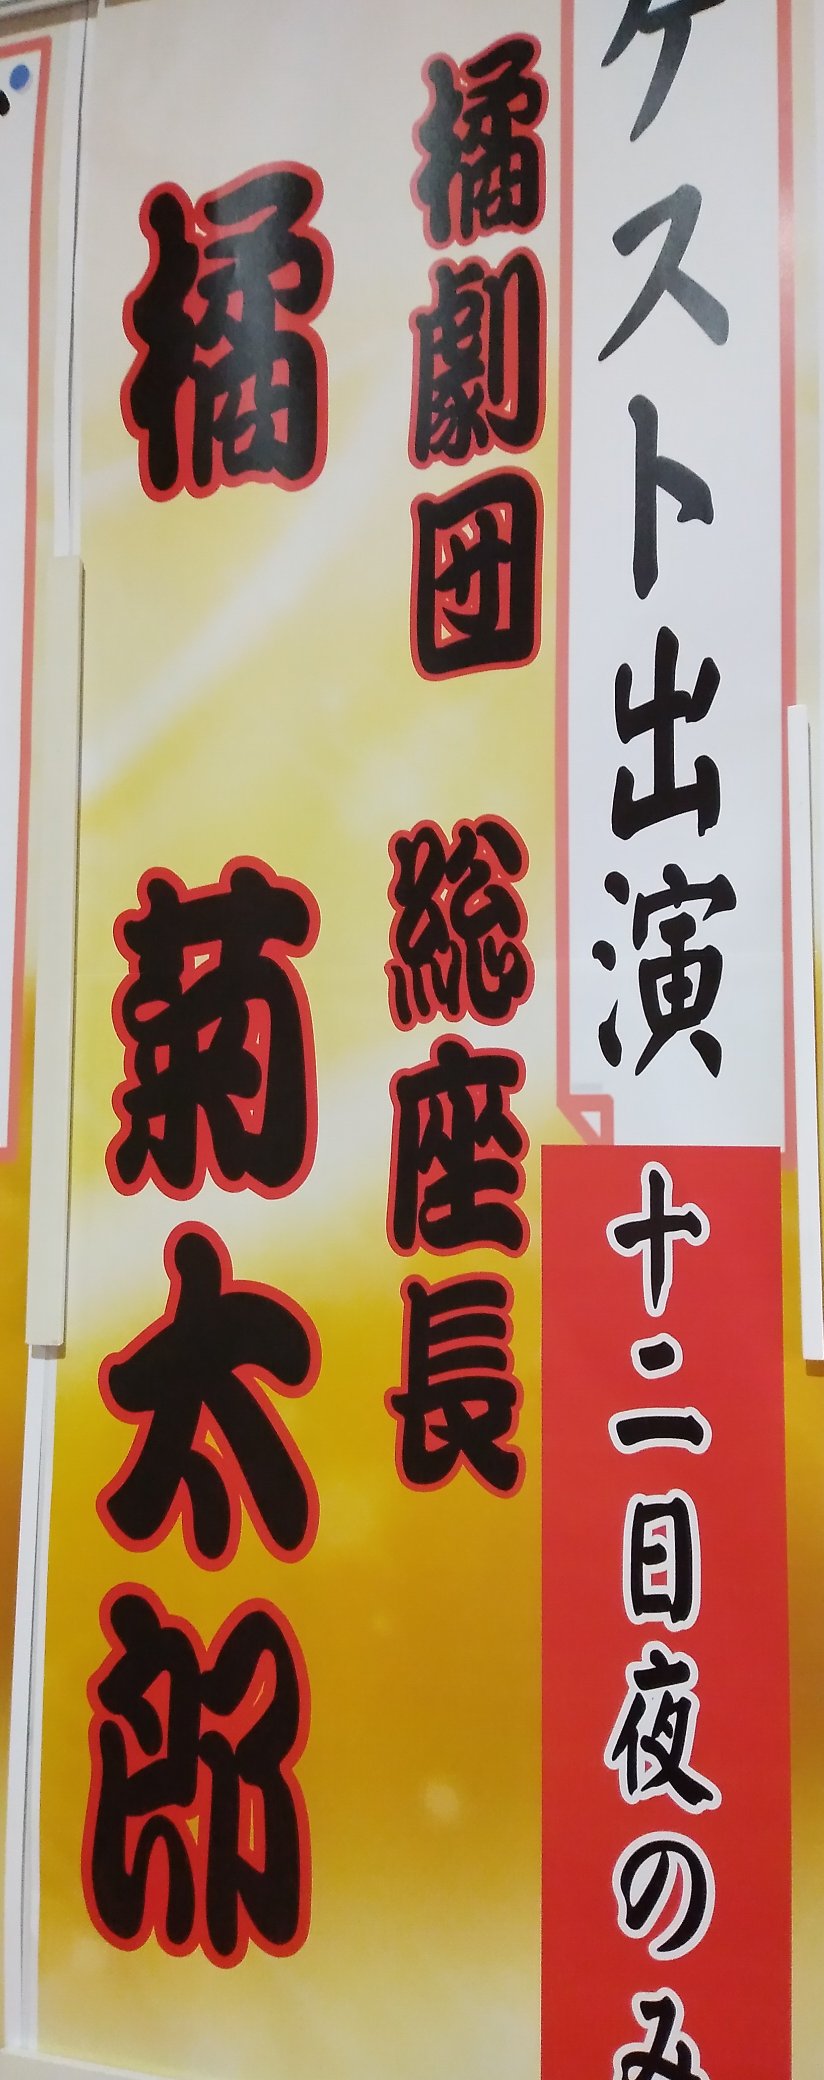 ゲスト出演
十二日夜のみ
橘劇団 総座長
橘 菊太郎